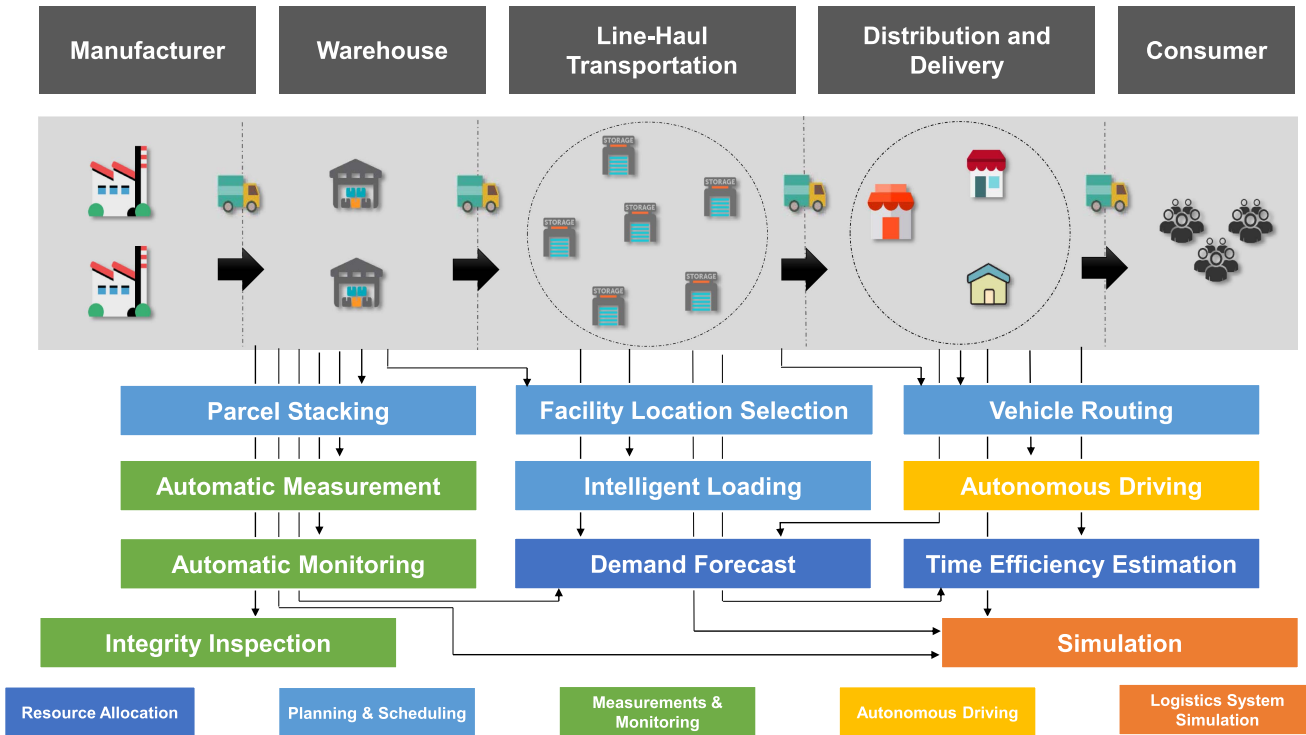 Manufacturer
Warehouse
Line-Haul
Transportation
Distribution and
Delivery
Consumer
STORAGE
STORAGE
STORAGE
STORAGE
STORAGE
STORAGE
Parcel Stacking
Facility Location Selection
Vehicle Routing
Automatic Measurement
Intelligent Loading
Autonomous Driving
Automatic Monitoring
Demand Forecast
Time Efficiency Estimation
Integrity Inspection
Simulation
Resource Allocation
Planning & Scheduling
Measurements &
Monitoring
Autonomous Driving
Logistics System
Simulation